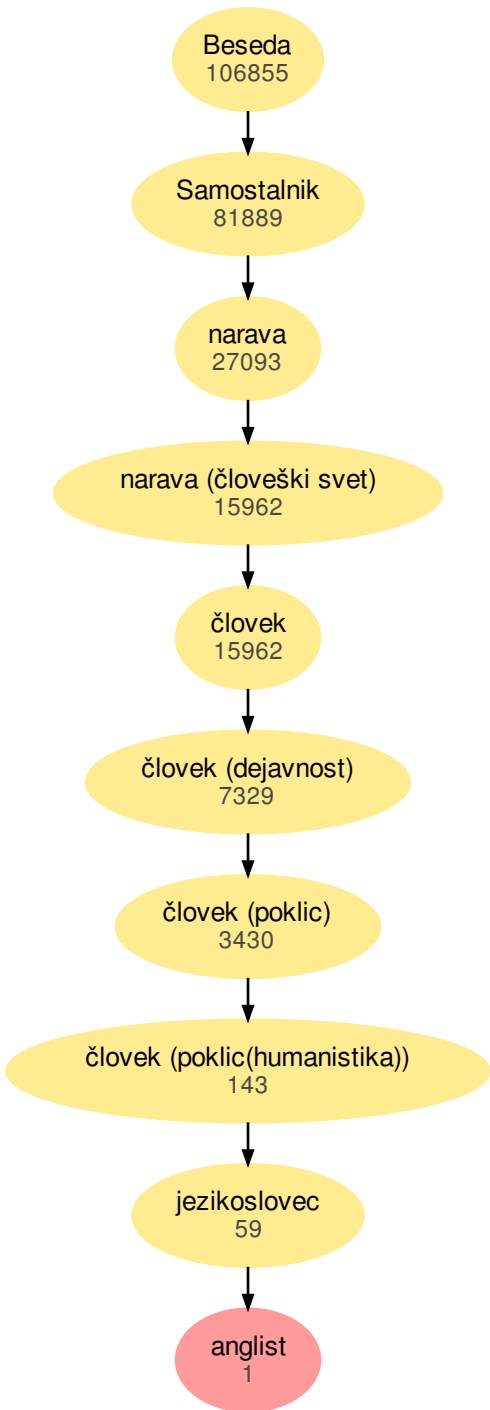 Beseda
106855
Samostalnik
81889
narava
27093
narava (človeški svet)
15962
človek
15962
človek (dejavnost)
7329
človek (poklic)
3430
človek (poklic(humanistika))
143
jezikoslovec
59
anglist
1